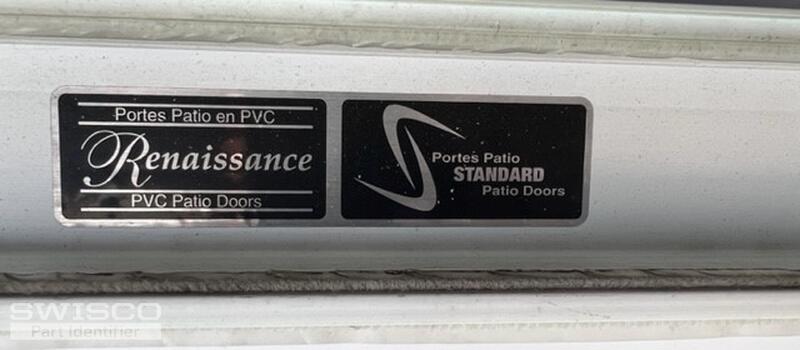 Portes Patio en PVC
Renaissance
PVC Patio Doors
Portes Patio
STANDARD
Patio Doors
SWISCO
Part Identifier